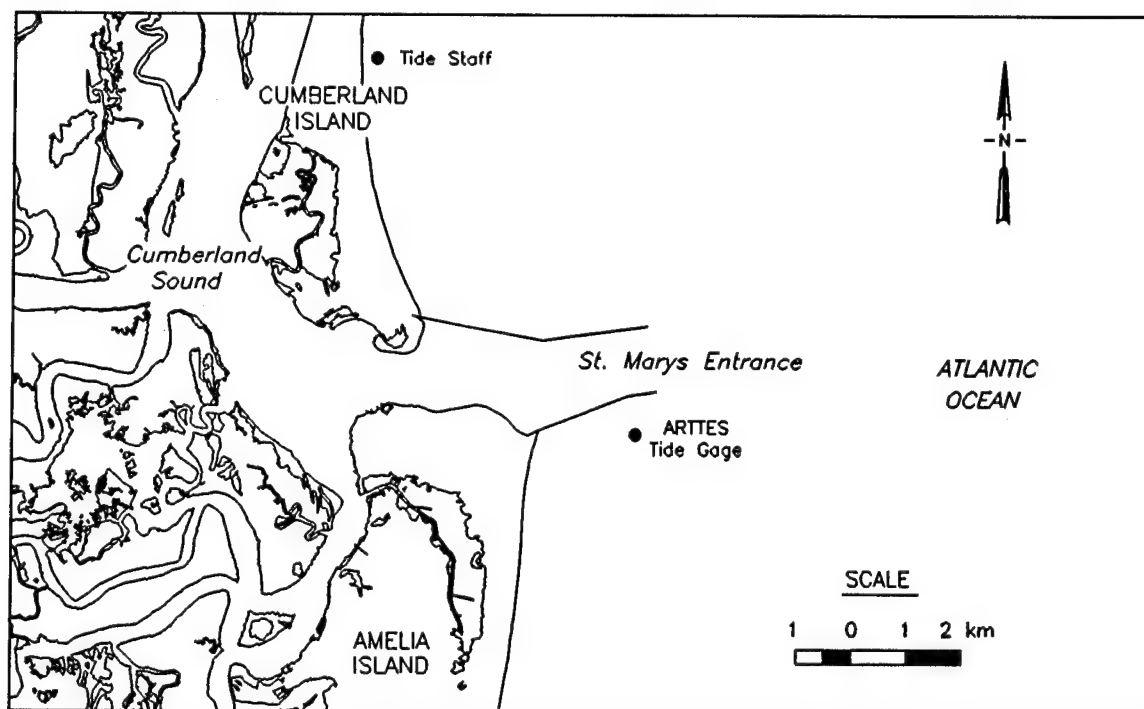 Tide Staff
CUMBERLAND
ISLAND
N
Cumberland
Sound
St. Marys Entrance
ATLANTIC
OCEAN
ARTTES
Tide Gage
SCALE
1 0 1 2 km
AMELIA
ISLAND